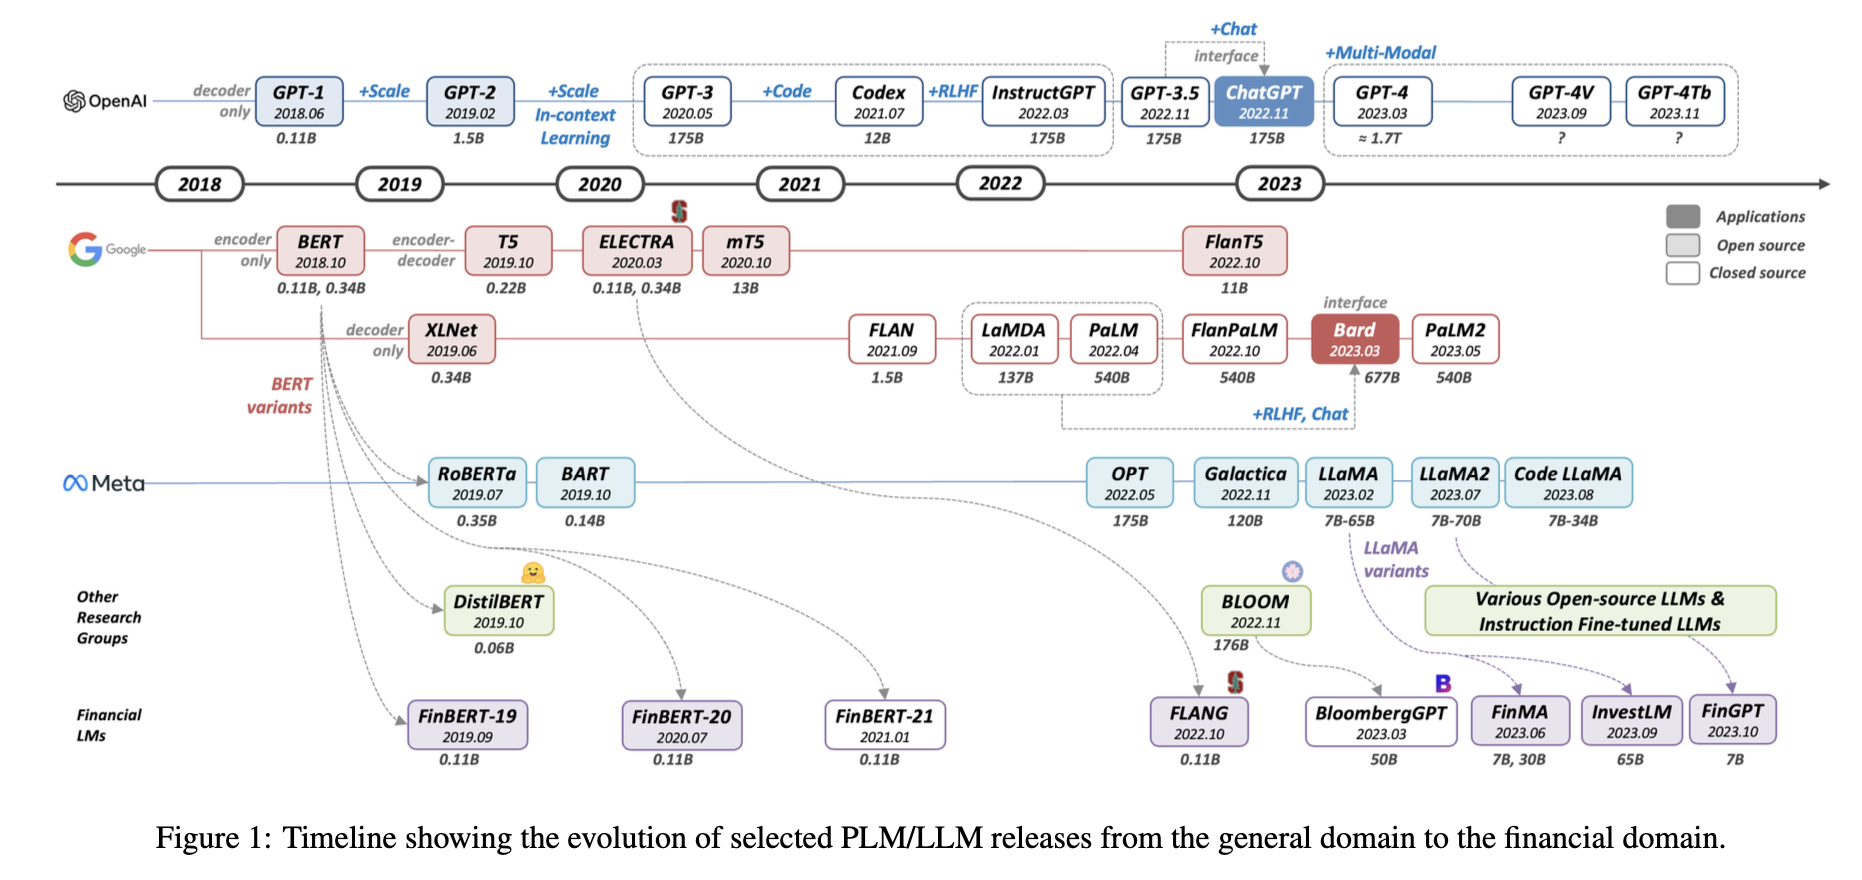 +Chat
interface
+Multi-Modal
OpenAI
decoder
only
GPT-1
2018.06
0.11B
+Scale
GPT-2
2019.02
1.5B
+Scale
In-context
Learning
GPT-3
2020.05
175B
+Code
Codex
2021.07
12B
+RLHF
InstructGPT
2022.03
175B
GPT-3.5
2022.11
175B
ChatGPT
2022.11
175B
GPT-4
2023.03
≈ 1.7T
GPT-4V
2023.09
?
GPT-4Tb
2023.11
?
2018
2019
2020
2021
2022
2023
Applications
Open source
Closed source
Google
encoder
only
BERT
2018.10
0.11B, 0.34B
encoder-
decoder
T5
2019.10
0.22B
S
ELECTRA
2020.03
0.11B, 0.34B
mT5
2020.10
13B
FlanT5
2022.10
11B
decoder
only
XLNet
2019.06
0.34B
FLAN
2021.09
1.5B
LaMDA
2022.01
137B
PaLM
2022.04
540B
FlanPaLM
2022.10
540B
interface
Bard
2023.03
677B
PaLM2
2023.05
540B
+RLHF, Chat
BERT
variants
Meta
RoBERTa
2019.07
0.35B
BART
2019.10
0.14B
OPT
2022.05
175B
Galactica
2022.11
120B
LLaMA
2023.02
7B-65B
LLaMA2
2023.07
7B-70B
Code LLaMA
2023.08
7B-34B
LLaMA
variants
Other
Research
Groups
DistilBERT
2019.10
0.06B
BLOOM
2022.11
176B
Various Open-source LLMs &
Instruction Fine-tuned LLMs
Financial
LMs
FinBERT-19
2019.09
0.11B
FinBERT-20
2020.07
0.11B
FinBERT-21
2021.01
0.11B
S
FLANG
2022.10
0.11B
B
BloombergGPT
2023.03
50B
FinMA
2023.06
7B, 30B
InvestLM
2023.09
65B
FinGPT
2023.10
7B
Figure 1: Timeline showing the evolution of selected PLM/LLM releases from the general domain to the financial domain.